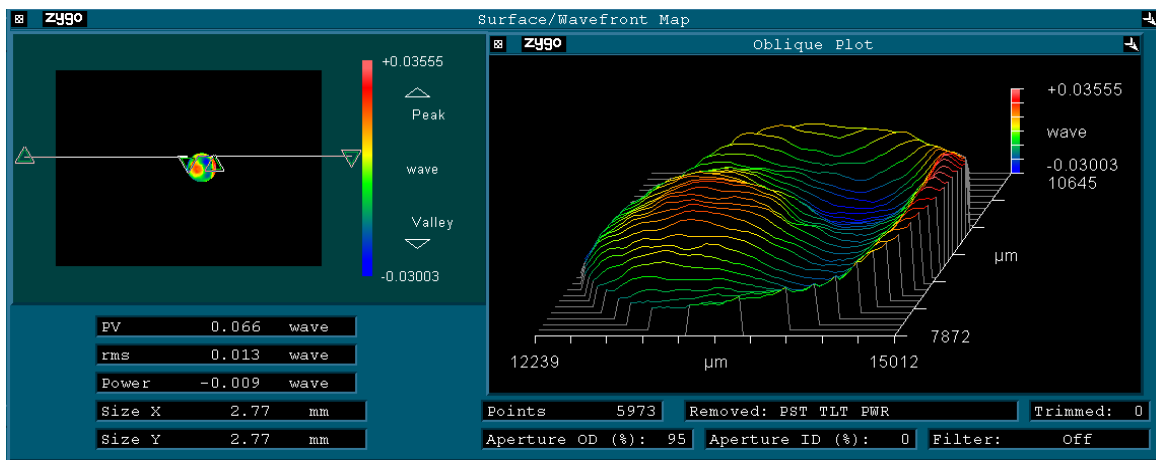 zygo Surface/Wavefront Map
+0.03555
Peak
wave
Valley
-0.03003
zygo Oblique Plot
+0.03555
wave
-0.03003
10645
µm
7872
12239 µm 15012
PV 0.066 wave
rms 0.013 wave
Power -0.009 wave
Size X 2.77 mm
Size Y 2.77 mm
Points 5973 Removed: PST TLT PWR Trimmed: 0
Aperture OD (%): 95 Aperture ID (%): 0 Filter: Off